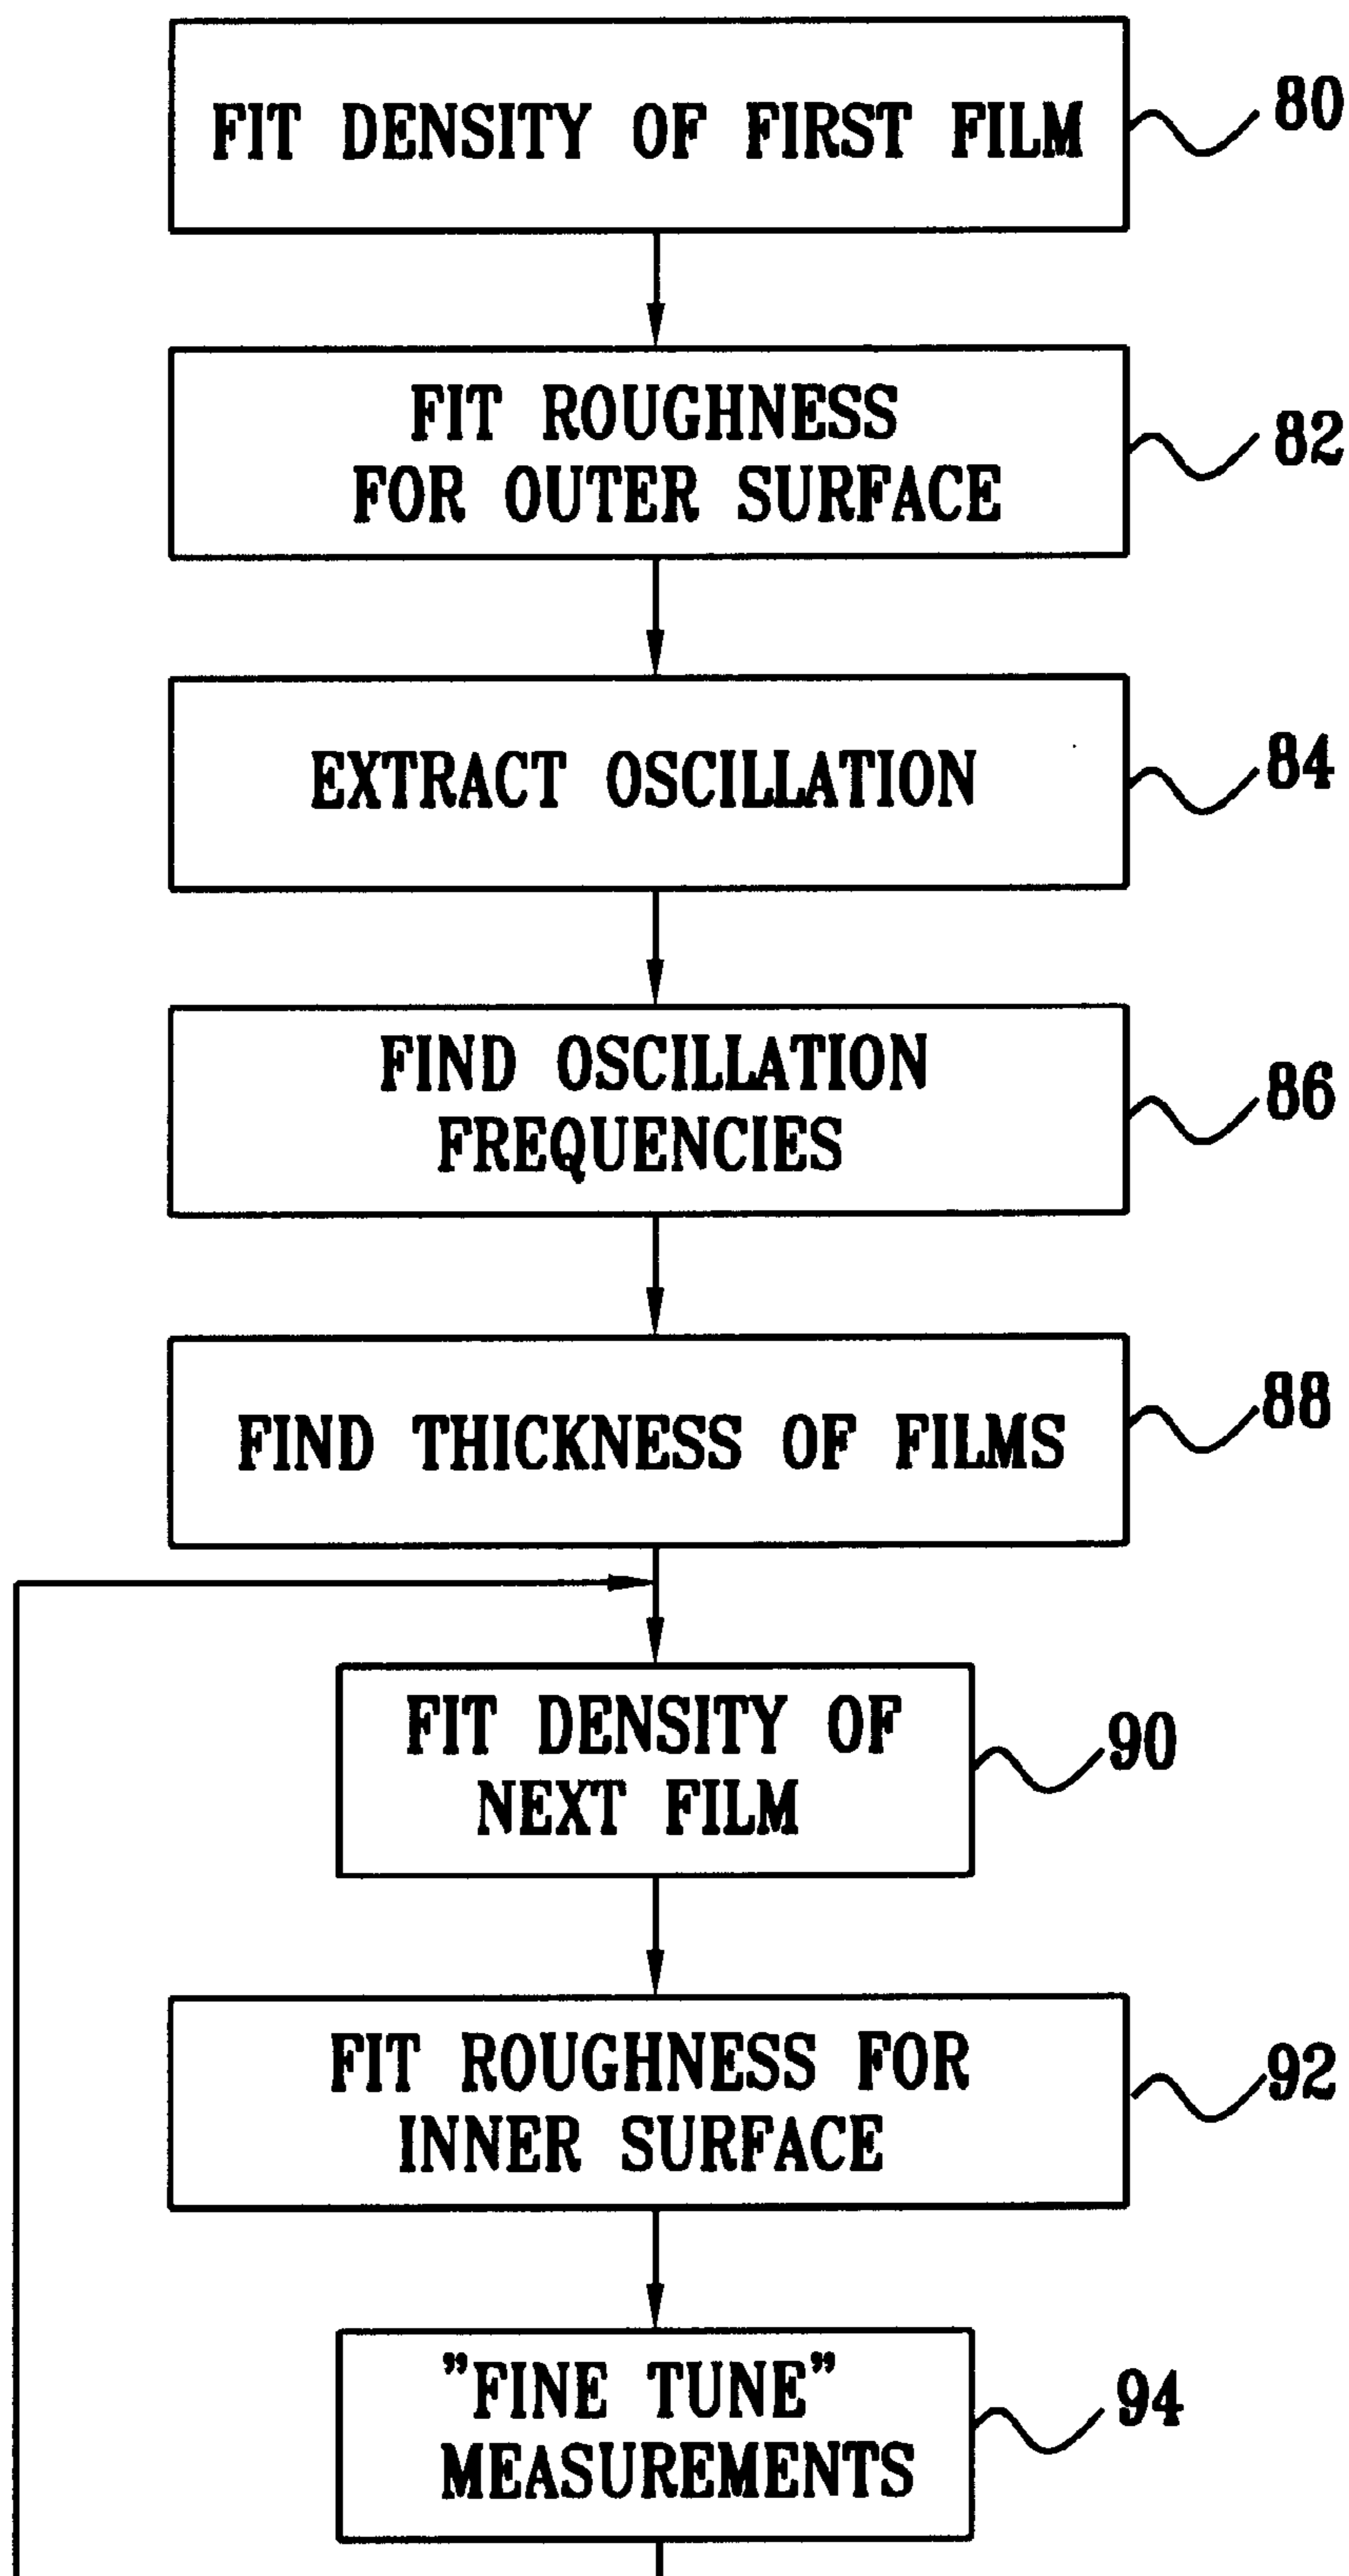 FIT DENSITY OF FIRST FILM
80
FIT ROUGHNESS
FOR OUTER SURFACE
82
EXTRACT OSCILLATION
84
FIND OSCILLATION
FREQUENCIES
86
FIND THICKNESS OF FILMS
88
FIT DENSITY OF
NEXT FILM
90
FIT ROUGHNESS FOR
INNER SURFACE
92
”FINE TUNE”
MEASUREMENTS
94